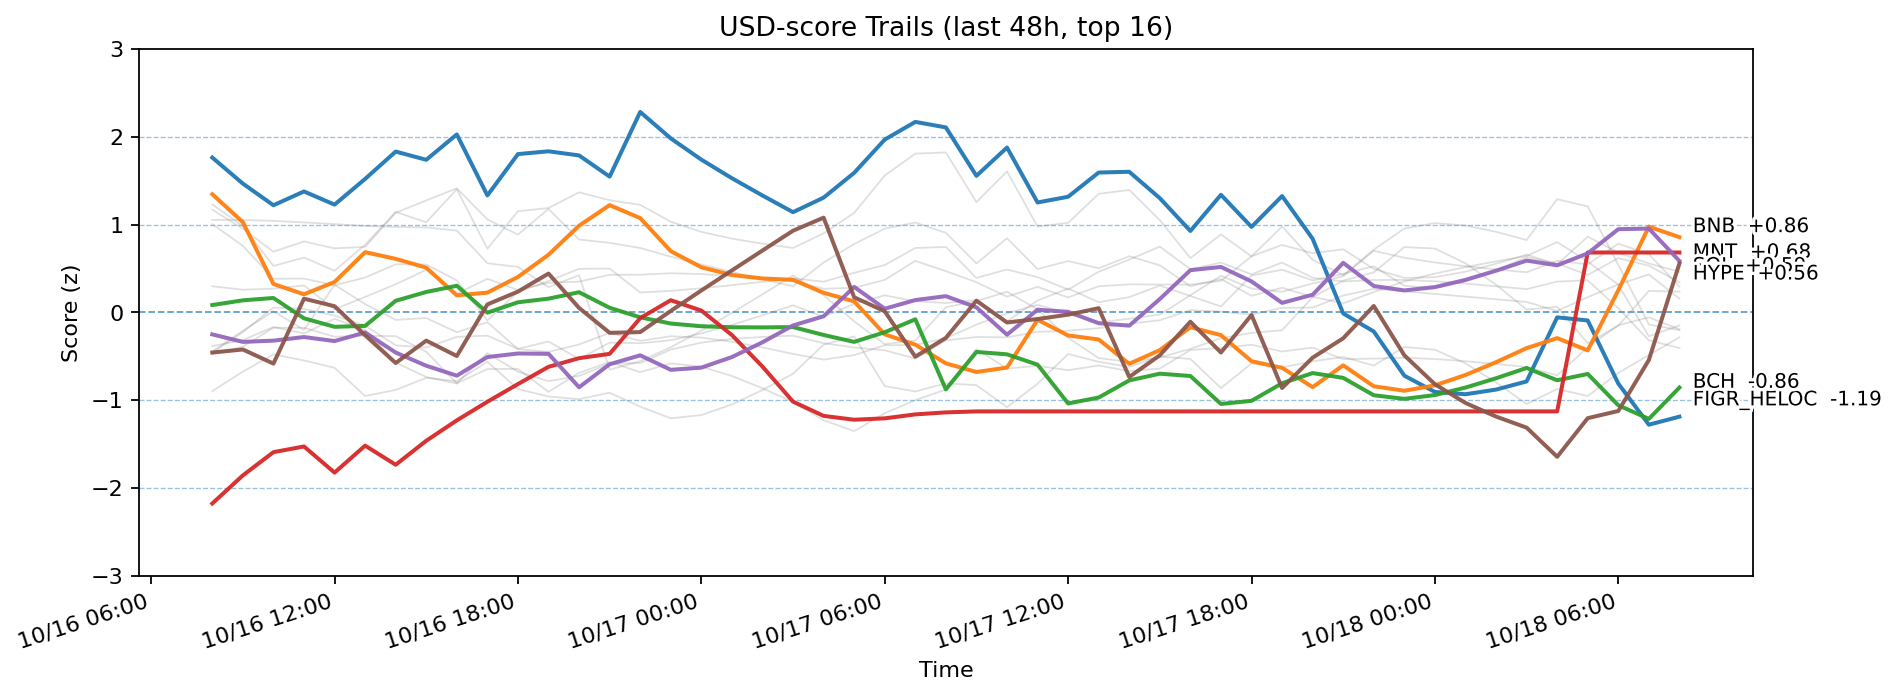 USD-score Trails (last 48h, top 16)
Score (z)
3
2
1
0
−1
−2
−3
BNB +0.86
MNT +0.68
HYPE +0.56
BCH -0.86
FIGR_HELOC -1.19
10/16 06:00
10/16 12:00
10/16 18:00
10/17 00:00
10/17 06:00
10/17 12:00
10/17 18:00
10/18 00:00
10/18 06:00
Time